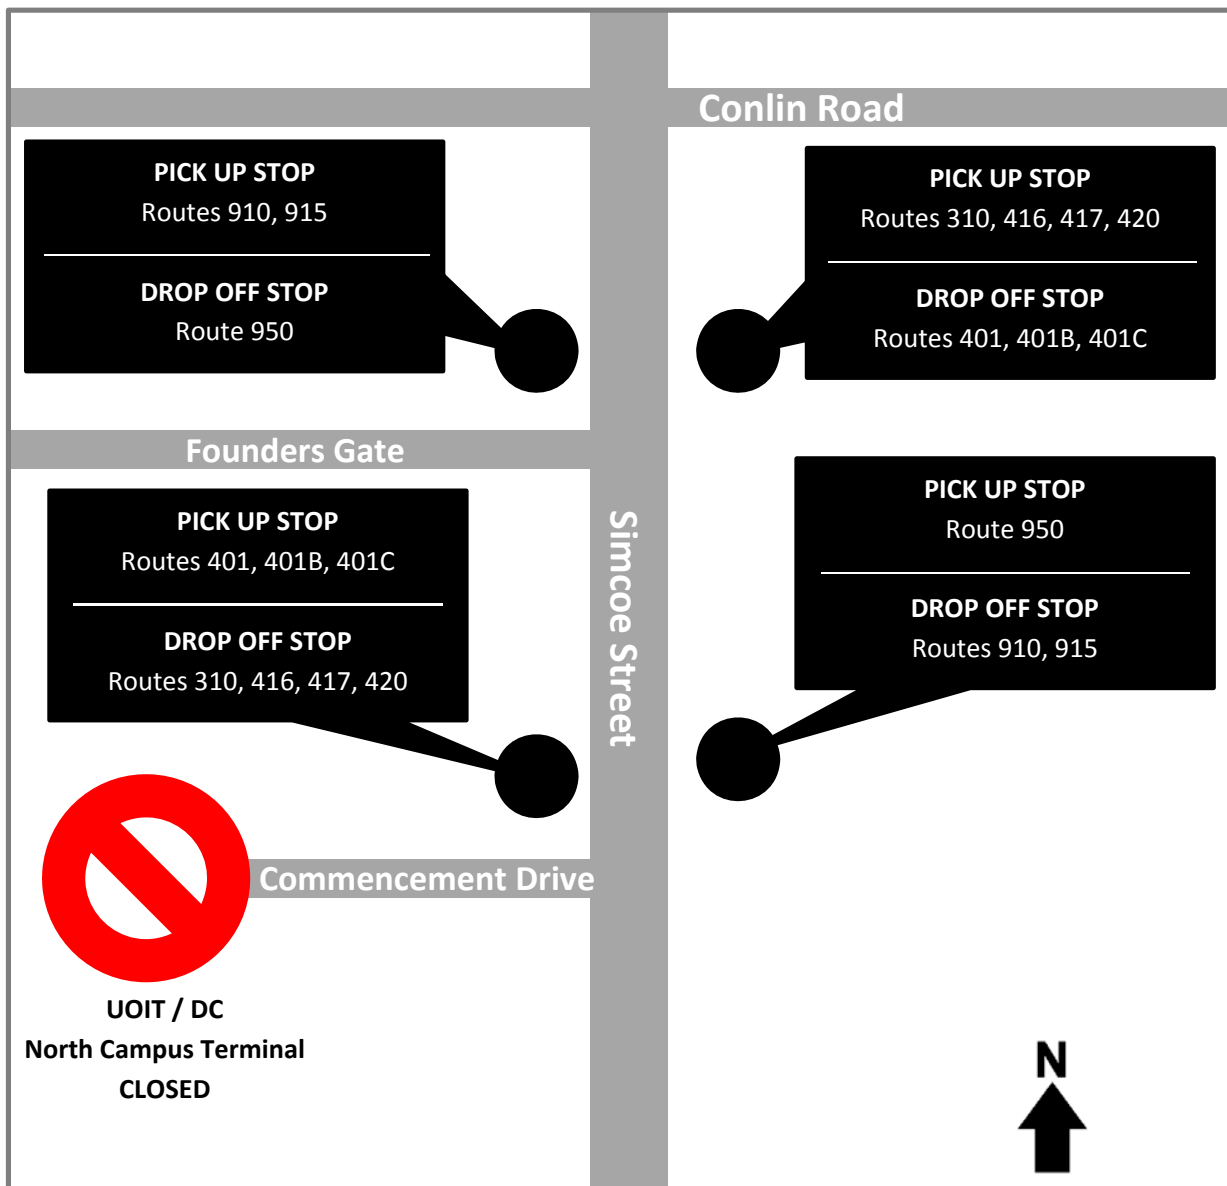 Conlin Road
PICK UP STOP
Routes 910, 915
DROP OFF STOP
Route 950
PICK UP STOP
Routes 310, 416, 417, 420
DROP OFF STOP
Routes 401, 401B, 401C
Founders Gate
PICK UP STOP
Routes 401, 401B, 401C
DROP OFF STOP
Routes 310, 416, 417, 420
Simcoe Street
PICK UP STOP
Route 950
DROP OFF STOP
Routes 910, 915
Commencement Drive
UOIT / DC
North Campus Terminal
CLOSED
N